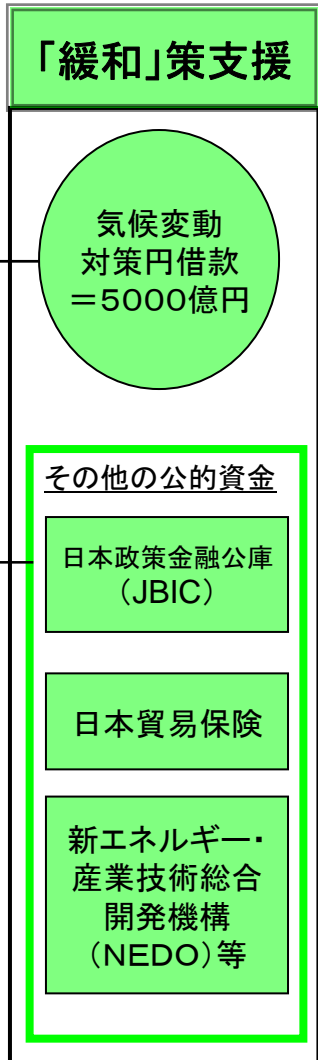 「緩和」策支援
気候変動
対策円借款
＝５０００億円
その他の公的資金
日本政策金融公庫
（JBIC）
日本貿易保険
新エネルギー・
産業技術総合
開発機構
（ＮＥＤＯ）等